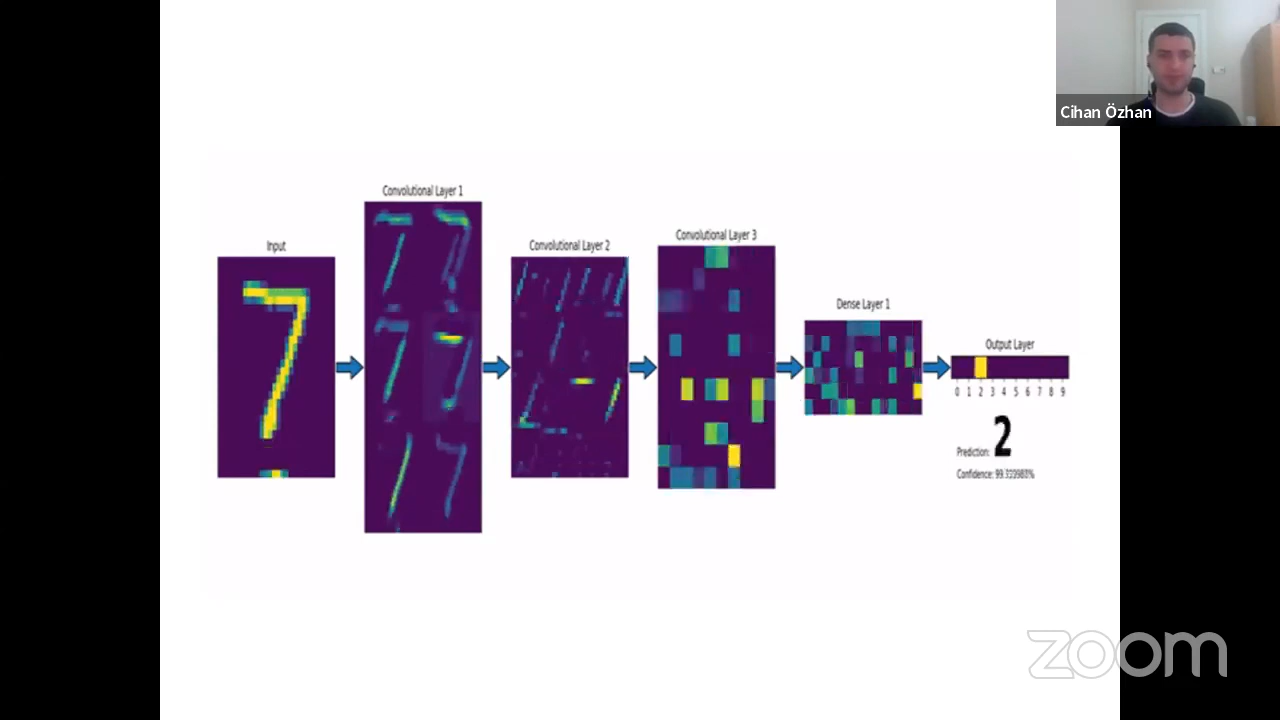 Cihan Özhan
Convolutional Layer 1
Convolutional Layer 3
Input
Convolutional Layer 2
Dense Layer 1
Output Layer
0 1 2 3 4 5 6 7 8 9
Prediction: 2
Confidence:
zoom